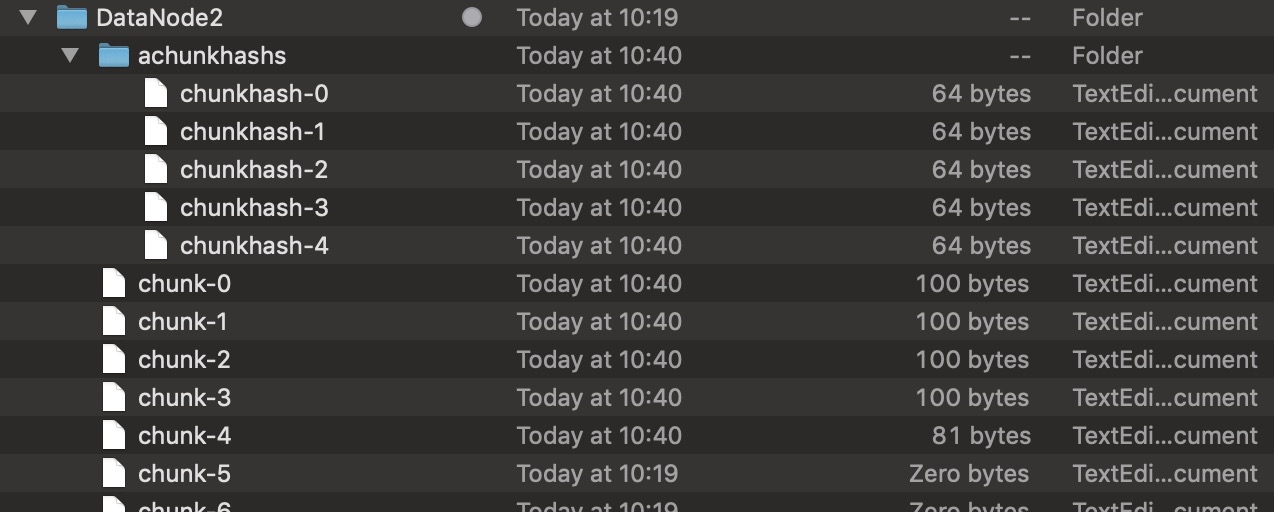 DataNode2 Today at 10:19 -- Folder
achunkhashs Today at 10:40 -- Folder
chunkhash-0 Today at 10:40 64 bytes TextEdi...cument
chunkhash-1 Today at 10:40 64 bytes TextEdi...cument
chunkhash-2 Today at 10:40 64 bytes TextEdi...cument
chunkhash-3 Today at 10:40 64 bytes TextEdi...cument
chunkhash-4 Today at 10:40 64 bytes TextEdi...cument
chunk-0 Today at 10:40 100 bytes TextEdi...cument
chunk-1 Today at 10:40 100 bytes TextEdi...cument
chunk-2 Today at 10:40 100 bytes TextEdi...cument
chunk-3 Today at 10:40 100 bytes TextEdi...cument
chunk-4 Today at 10:40 81 bytes TextEdi...cument
chunk-5 Today at 10:19 Zero bytes TextEdi...cument
chunk-6 Today at 10:19 Zero bytes TextEdi...cument